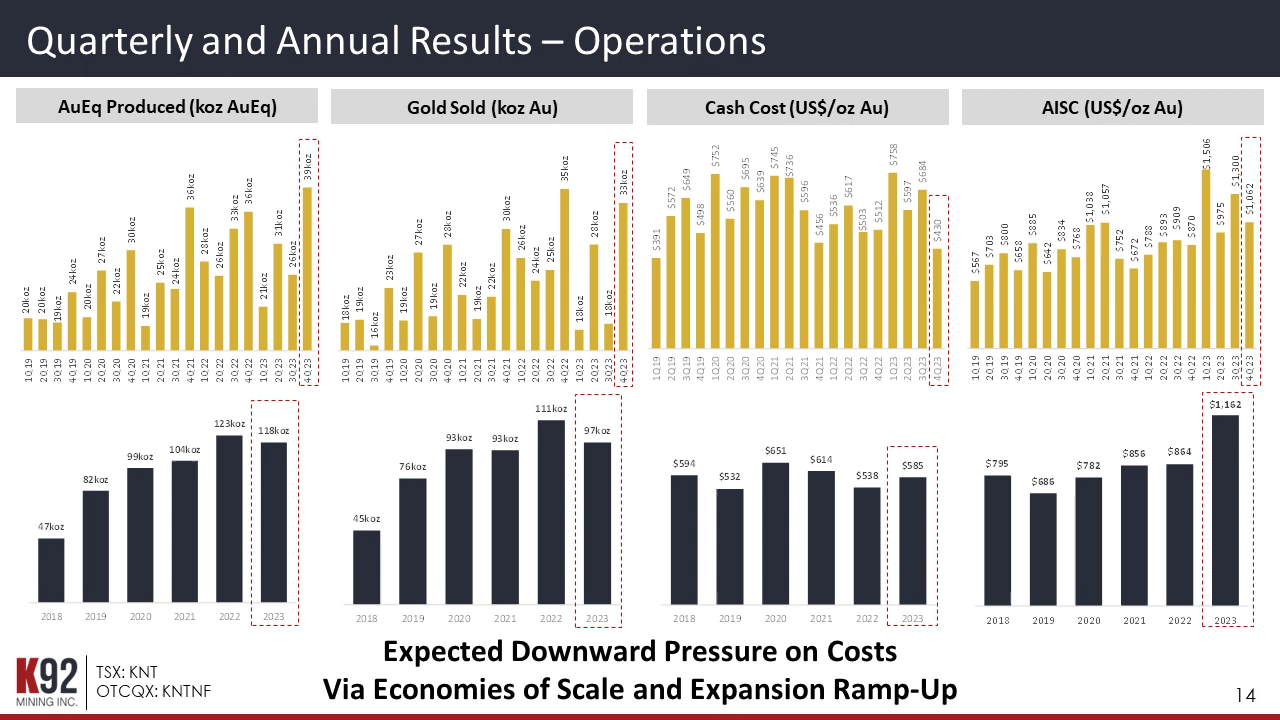 Quarterly and Annual Results – Operations
AuEq Produced (koz AuEq)
20koz 20koz 19koz 24koz 20koz 27koz 22koz 30koz 19koz 25koz 24koz 36koz 28koz 26koz 33koz 36koz 21koz 31koz 26koz 39koz
1Q19 2Q19 3Q19 4Q19 1Q20 2Q20 3Q20 4Q20 1Q21 2Q21 3Q21 4Q21 1Q22 2Q22 3Q22 4Q22 1Q23 2Q23 3Q23 4Q23
Gold Sold (koz Au)
18koz 19koz 16koz 23koz 19koz 27koz 19koz 28koz 22koz 19koz 22koz 30koz 26koz 24koz 25koz 35koz 18koz 28koz 18koz 33koz
1Q19 2Q19 3Q19 4Q19 1Q20 2Q20 3Q20 4Q20 1Q21 2Q21 3Q21 4Q21 1Q22 2Q22 3Q22 4Q22 1Q23 2Q23 3Q23 4Q23
Cash Cost (US$/oz Au)
$391 $572 $649 $498 $752 $560 $695 $639 $745 $736 $596 $456 $536 $617 $503 $512 $758 $597 $684 $430
1Q19 2Q19 3Q19 4Q19 1Q20 2Q20 3Q20 4Q20 1Q21 2Q21 3Q21 4Q21 1Q22 2Q22 3Q22 4Q22 1Q23 2Q23 3Q23 4Q23
AISC (US$/oz Au)
$567 $703 $800 $658 $885 $642 $834 $768 $1,038 $1,057 $752 $672 $788 $893 $909 $870 $1,506 $975 $1,300 $1,062
1Q19 2Q19 3Q19 4Q19 1Q20 2Q20 3Q20 4Q20 1Q21 2Q21 3Q21 4Q21 1Q22 2Q22 3Q22 4Q22 1Q23 2Q23 3Q23 4Q23
47koz 82koz 99koz 104koz 123koz 118koz
2018 2019 2020 2021 2022 2023
45koz 76koz 93koz 93koz 111koz 97koz
2018 2019 2020 2021 2022 2023
$594 $532 $651 $614 $538 $585
2018 2019 2020 2021 2022 2023
$795 $686 $782 $856 $864 $1,162
2018 2019 2020 2021 2022 2023
Expected Downward Pressure on Costs
Via Economies of Scale and Expansion Ramp-Up
K92
MINING INC.
TSX: KNT
OTCQX: KNTNF
14